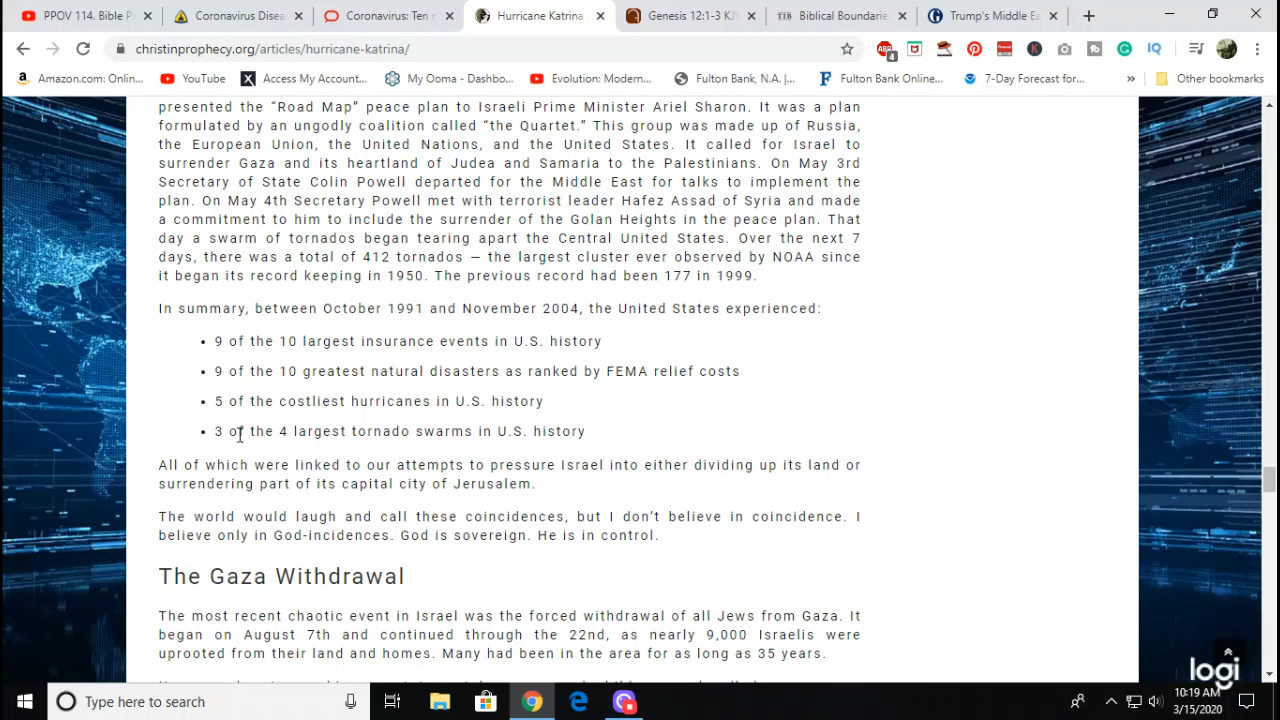 PPOV 114. Bible P
Coronavirus Disea
Coronavirus: Ten r
Hurricane Katrina
Genesis 12:1-3 KJ
Biblical Boundarie
Trump's Middle Ea
christinprophecy.org/articles/hurricane-katrina/
4
Amazon.com: Onlin...
YouTube
Access My Account...
My Ooma - Dashbo...
Evolution: Modern...
Fulton Bank, N.A. |...
Fulton Bank Online...
7-Day Forecast for...
Other bookmarks
presented the “Road Map” peace plan to Israeli Prime Minister Ariel Sharon. It was a plan
formulated by an ungodly coalition called “the Quartet.” This group was made up of Russia,
the European Union, the United Nations, and the United States. It called for Israel to
surrender Gaza and its heartland of Judea and Samaria to the Palestinians. On May 3rd
Secretary of State Colin Powell departed for the Middle East for talks to implement the
plan. On May 4th Secretary Powell met with terrorist leader Hafez Assad of Syria and made
a commitment to him to include the surrender of the Golan Heights in the peace plan. That
day a swarm of tornados began tearing apart the Central United States. Over the next 7
days, there was a total of 412 tornados — the largest cluster ever observed by NOAA since
it began its record keeping in 1950. The previous record had been 177 in 1999.
In summary, between October 1991 and November 2004, the United States experienced:
• 9 of the 10 largest insurance events in U.S. history
• 9 of the 10 greatest natural disasters as ranked by FEMA relief costs
• 5 of the costliest hurricanes in U.S. history
• 3 of the 4 largest tornado swarms in U.S. history
All of which were linked to our attempts to pressure Israel into either dividing up its land or
surrendering part of its capital city of Jerusalem.
The world would laugh and call these coincidences, but I don’t believe in coincidence. I
believe only in God-incidences. God is sovereign. He is in control.
The Gaza Withdrawal
The most recent chaotic event in Israel was the forced withdrawal of all Jews from Gaza. It
began on August 7th and continued through the 22nd, as nearly 9,000 Israelis were
uprooted from their land and homes. Many had been in the area for as long as 35 years.
logi
Type here to search
10:19 AM
3/15/2020